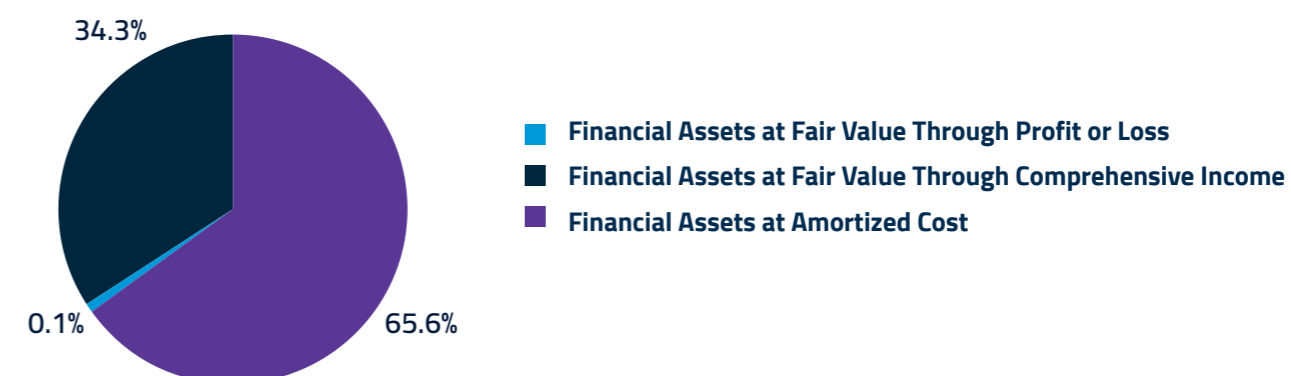 34.3%
Financial Assets at Fair Value Through Profit or Loss
Financial Assets at Fair Value Through Comprehensive Income
Financial Assets at Amortized Cost
0.1%
65.6%